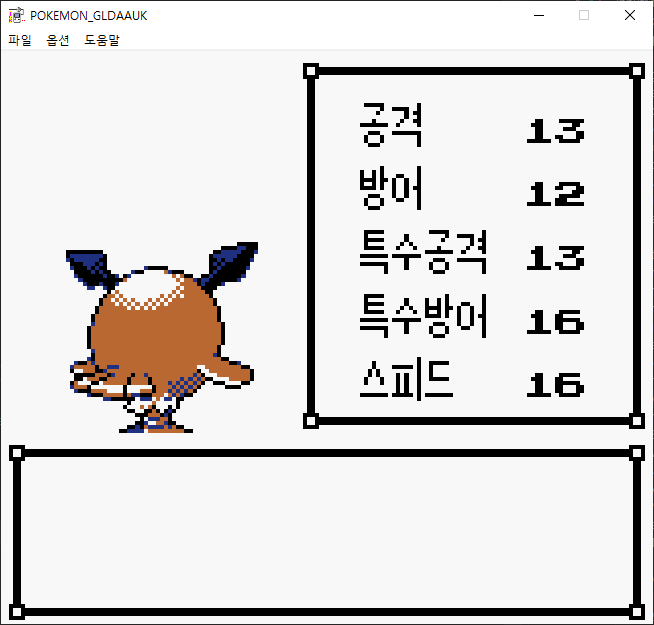 POKEMON_GLDAAUK
파일 옵션 도움말
공격 13
방어 12
특수공격 13
특수방어 16
스피드 16